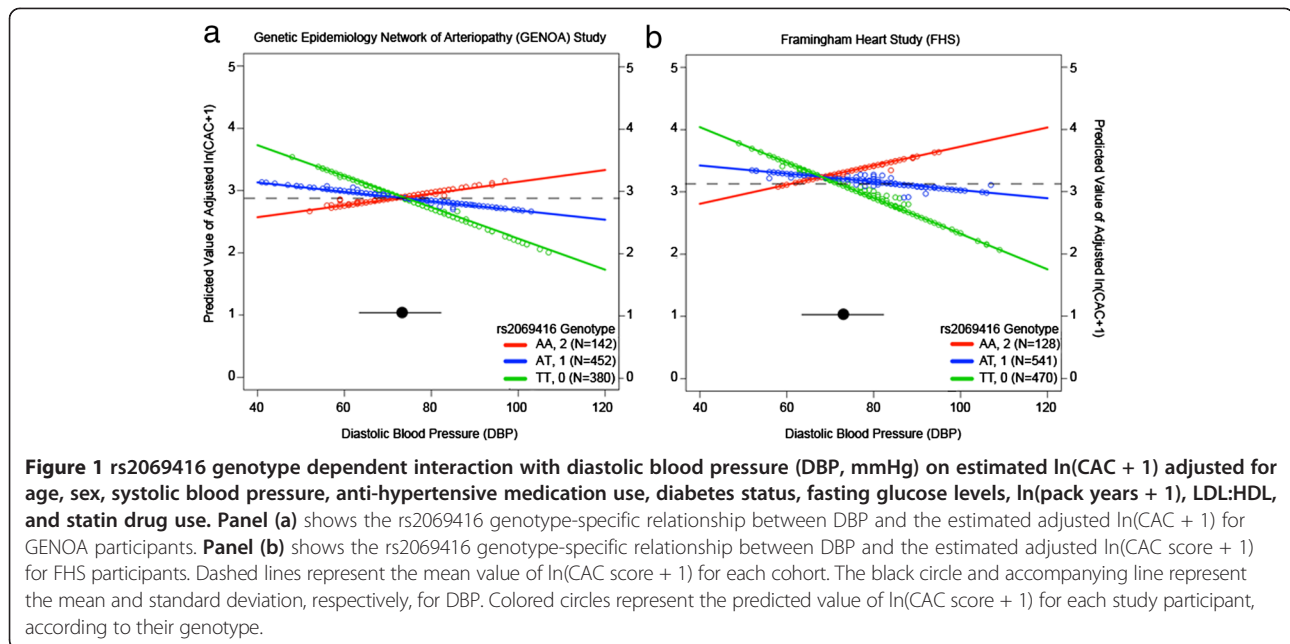 a
Genetic Epidemiology Network of Arteriopathy (GENOA) Study
5
4
3
2
1
0
Predicted Value of Adjusted ln(CAC+1)
5
4
3
2
1
0
rs2069416 Genotype
AA, 2 (N=142)
AT, 1 (N=452)
TT, 0 (N=380)
40 60 80 100 120
Diastolic Blood Pressure (DBP)
b
Framingham Heart Study (FHS)
5
4
3
2
1
0
5
4
3
2
1
0
Predicted Value of Adjusted ln(CAC+1)
rs2069416 Genotype
AA, 2 (N=128)
AT, 1 (N=541)
TT, 0 (N=470)
40 60 80 100 120
Diastolic Blood Pressure (DBP)
Figure 1 rs2069416 genotype dependent interaction with diastolic blood pressure (DBP, mmHg) on estimated ln(CAC + 1) adjusted for
age, sex, systolic blood pressure, anti-hypertensive medication use, diabetes status, fasting glucose levels, ln(pack years + 1), LDL:HDL,
and statin drug use. Panel (a) shows the rs2069416 genotype-specific relationship between DBP and the estimated adjusted ln(CAC + 1) for
GENOA participants. Panel (b) shows the rs2069416 genotype-specific relationship between DBP and the estimated adjusted ln(CAC score + 1)
for FHS participants. Dashed lines represent the mean value of ln(CAC score + 1) for each cohort. The black circle and accompanying line represent
the mean and standard deviation, respectively, for DBP. Colored circles represent the predicted value of ln(CAC score + 1) for each study participant,
according to their genotype.